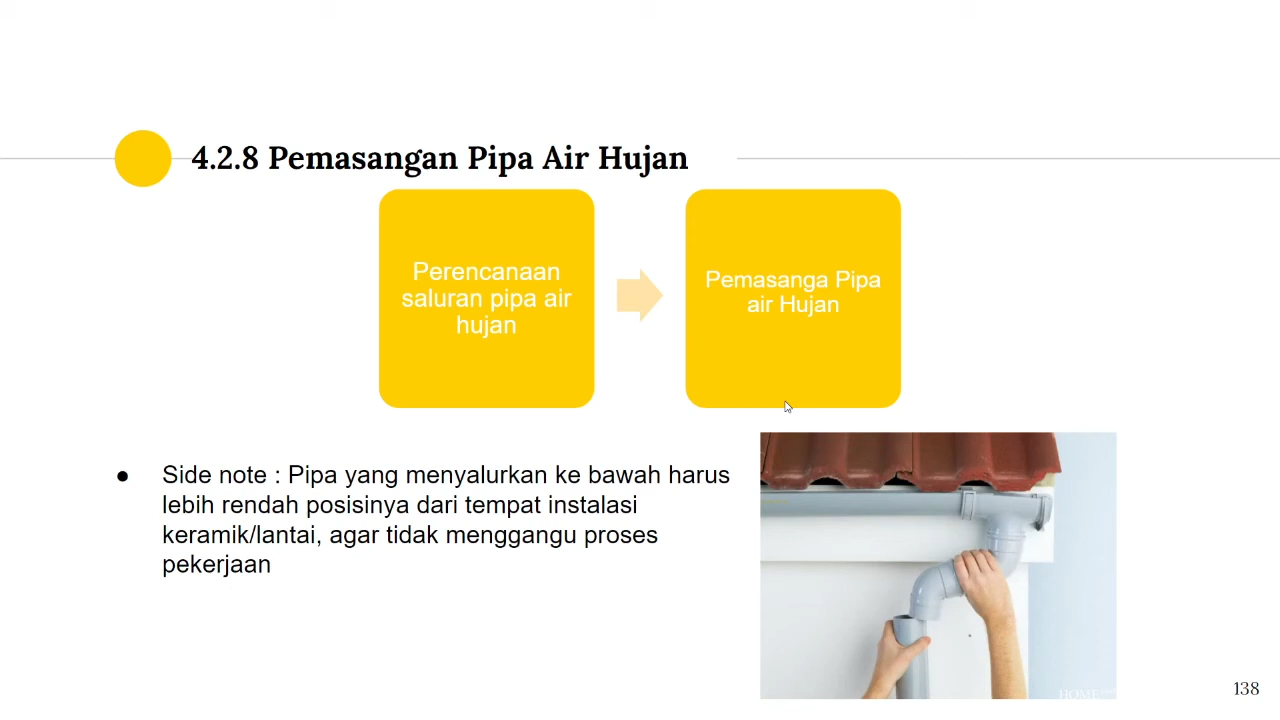 4.2.8 Pemasangan Pipa Air Hujan
Perencanaan
saluran pipa air
hujan
Pemasanga Pipa
air Hujan
● Side note : Pipa yang menyalurkan ke bawah harus
lebih rendah posisinya dari tempat instalasi
keramik/lantai, agar tidak menggangu proses
pekerjaan
HOME
138